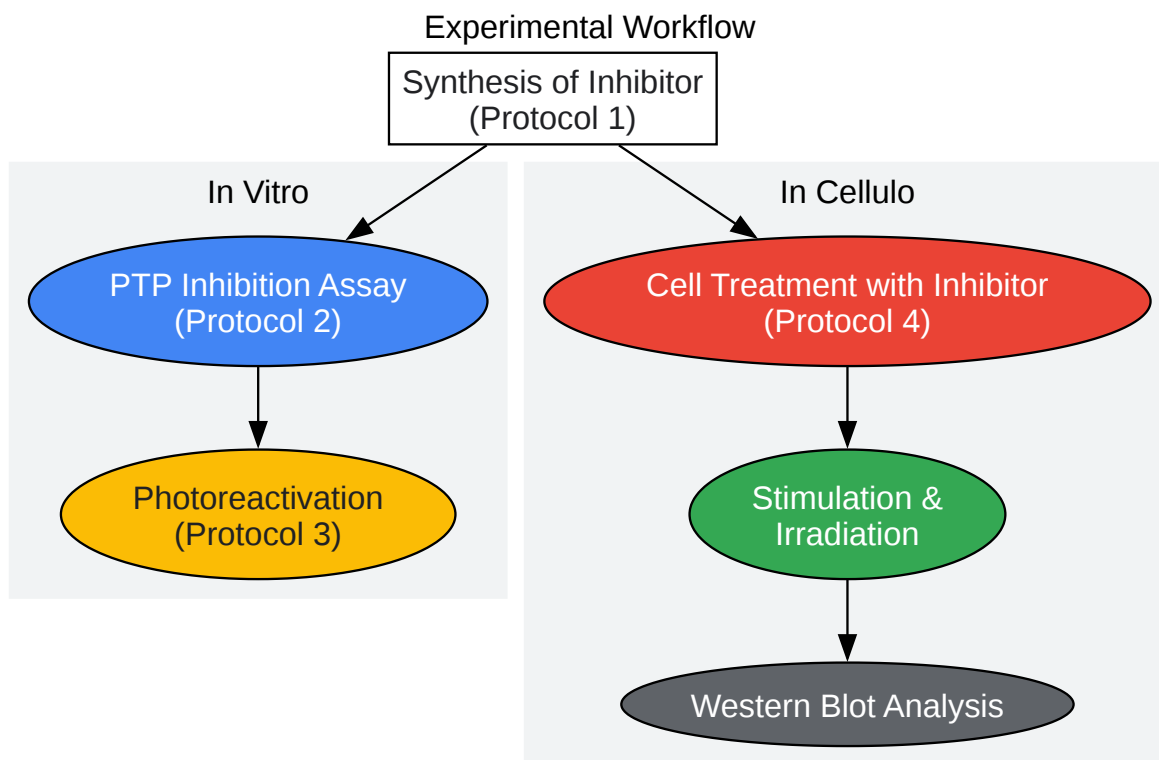 Experimental Workflow
Synthesis of Inhibitor
(Protocol 1)
In Vitro
PTP Inhibition Assay
(Protocol 2)
Photoreactivation
(Protocol 3)
In Cellulo
Cell Treatment with Inhibitor
(Protocol 4)
Stimulation &
Irradiation
Western Blot Analysis